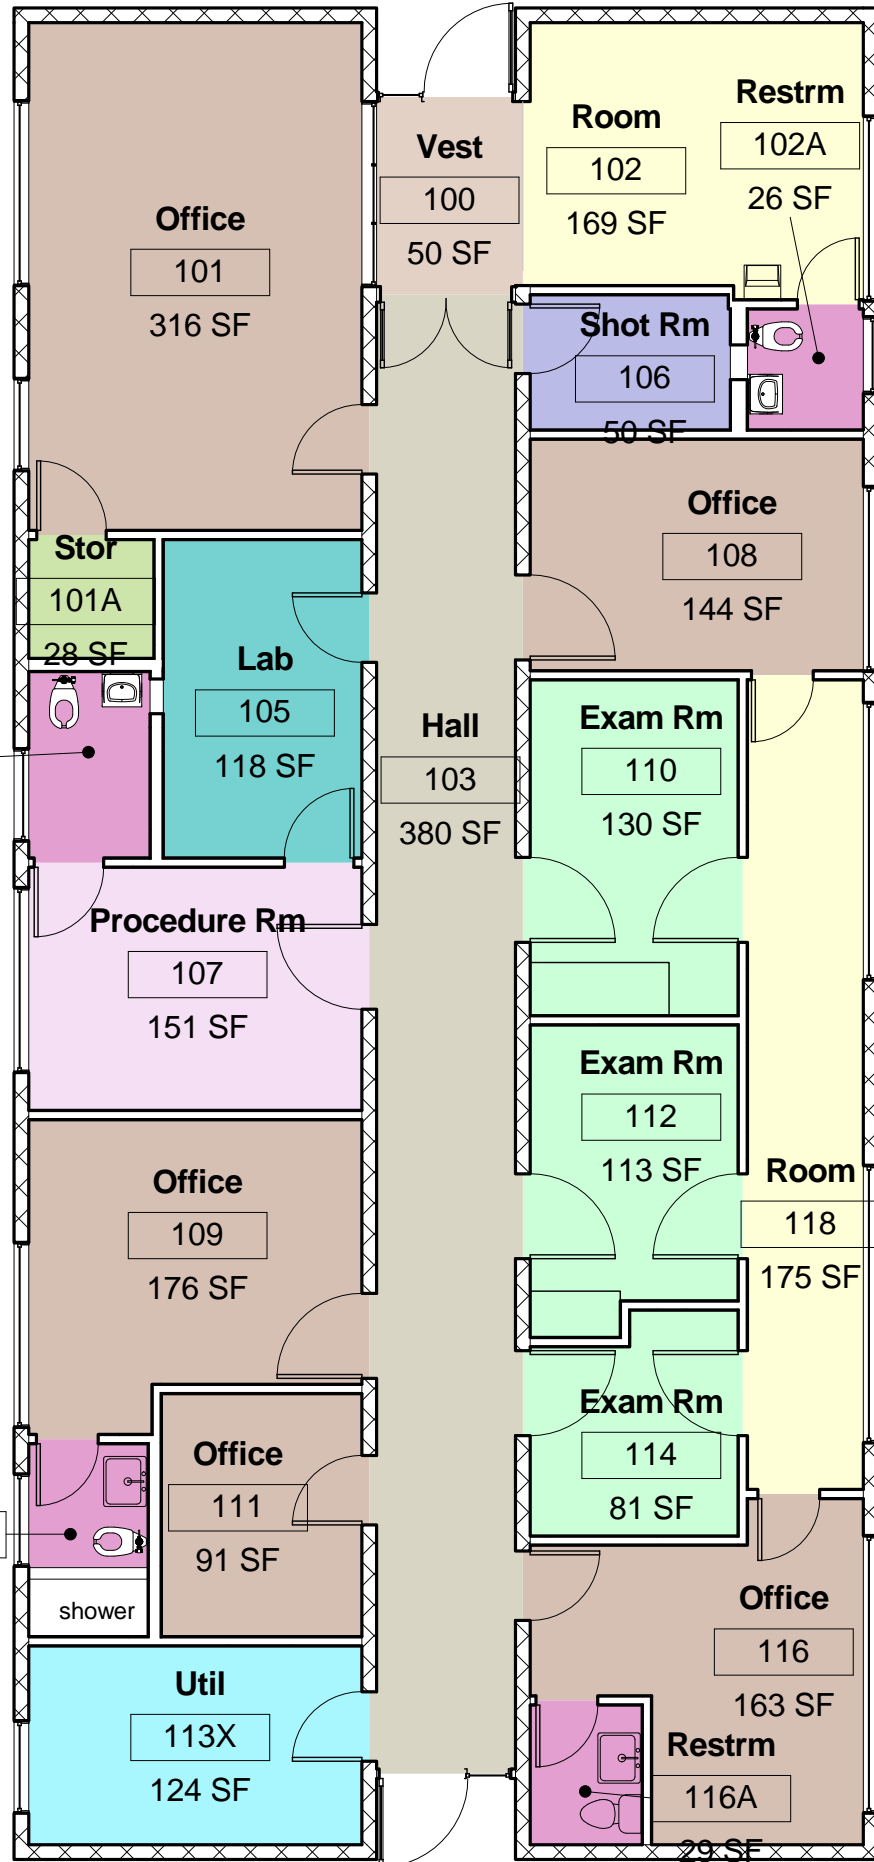 Restrm
102A
26 SF
Room
102
169 SF
Vest
100
50 SF
Office
101
316 SF
Shot Rm
106
50 SF
Office
108
144 SF
Stor
101A
28 SF
Lab
105
118 SF
Hall
103
380 SF
Exam Rm
110
130 SF
Procedure Rm
107
151 SF
Exam Rm
112
113 SF
Office
109
176 SF
Room
118
175 SF
Exam Rm
114
81 SF
Office
111
91 SF
shower
Office
116
163 SF
Util
113X
124 SF
Restrm
116A
29 SF